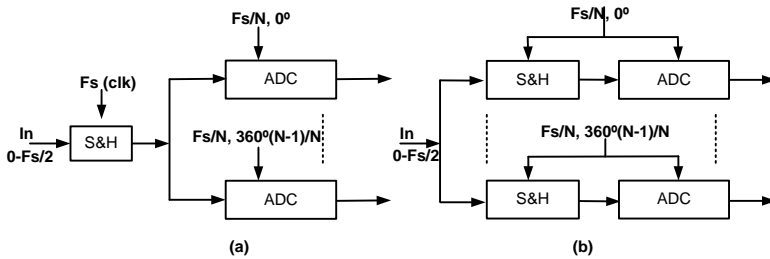 Fs/N, 0º
ADC
Fs (clk)
In
S&H
0-Fs/2
Fs/N, 360º(N-1)/N
ADC
(a)
Fs/N, 0º
S&H
ADC
In
0-Fs/2
Fs/N, 360º(N-1)/N
S&H
ADC
(b)